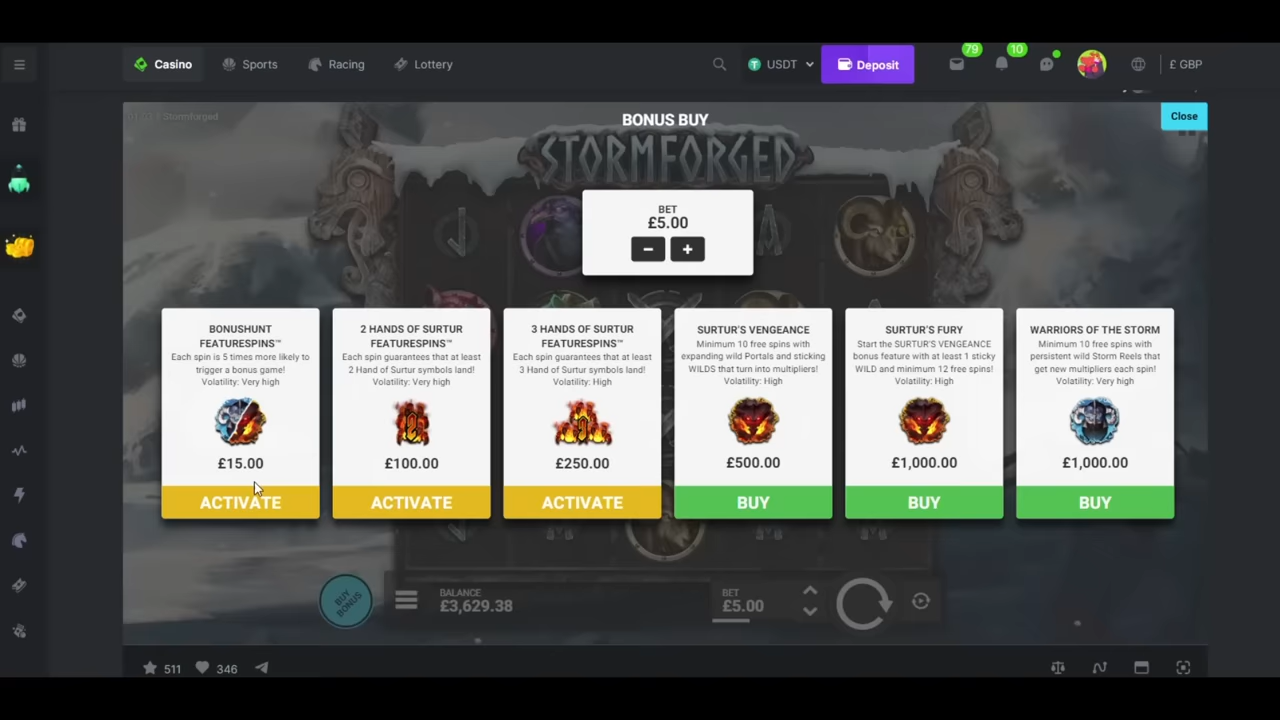 Casino
Sports
Racing
Lottery
USDT
Deposit
79
10
£ GBP
Stormforged
BONUS BUY
Close
STORMFORGED
BET
£5.00
−
+
BONUSHUNT
FEATURESPINS™
Each spin is 5 times more likely to
trigger a bonus game!
Volatility: Very high
£15.00
ACTIVATE
2 HANDS OF SURTUR
FEATURESPINS™
Each spin guarantees that at least
2 Hand of Surtur symbols land!
Volatility: Very high
2
£100.00
ACTIVATE
3 HANDS OF SURTUR
FEATURESPINS™
Each spin guarantees that at least
3 Hand of Surtur symbols land!
Volatility: High
3
£250.00
ACTIVATE
SURTUR'S VENGEANCE
Minimum 10 free spins with
expanding wild Portals and sticking
WILDS that turn into multipliers!
Volatility: High
£500.00
BUY
SURTUR'S FURY
Start the SURTUR'S VENGEANCE
bonus feature with at least 1 sticky
WILD and minimum 12 free spins!
Volatility: High
£1,000.00
BUY
WARRIORS OF THE STORM
Minimum 10 free spins with
persistent wild Storm Reels that
get new multipliers each spin!
Volatility: Very high
£1,000.00
BUY
BUY
BONUS
BALANCE
£3,629.38
BET
£5.00
511
346